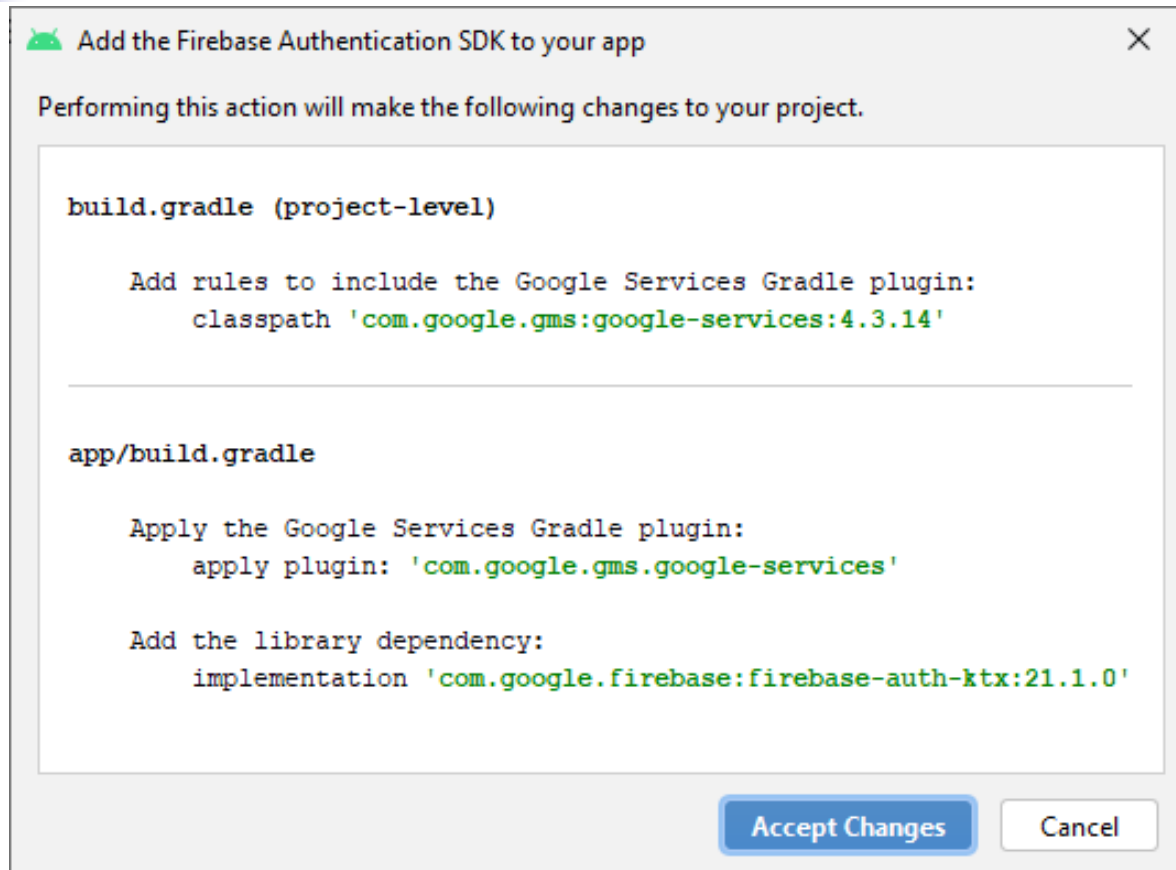 Add the Firebase Authentication SDK to your app
Performing this action will make the following changes to your project.
build.gradle (project-level)
Add rules to include the Google Services Gradle plugin:
classpath 'com.google.gms:google-services:4.3.14'
app/build.gradle
Apply the Google Services Gradle plugin:
apply plugin: 'com.google.gms.google-services'
Add the library dependency:
implementation 'com.google.firebase:firebase-auth-ktx:21.1.0'
Accept Changes
Cancel